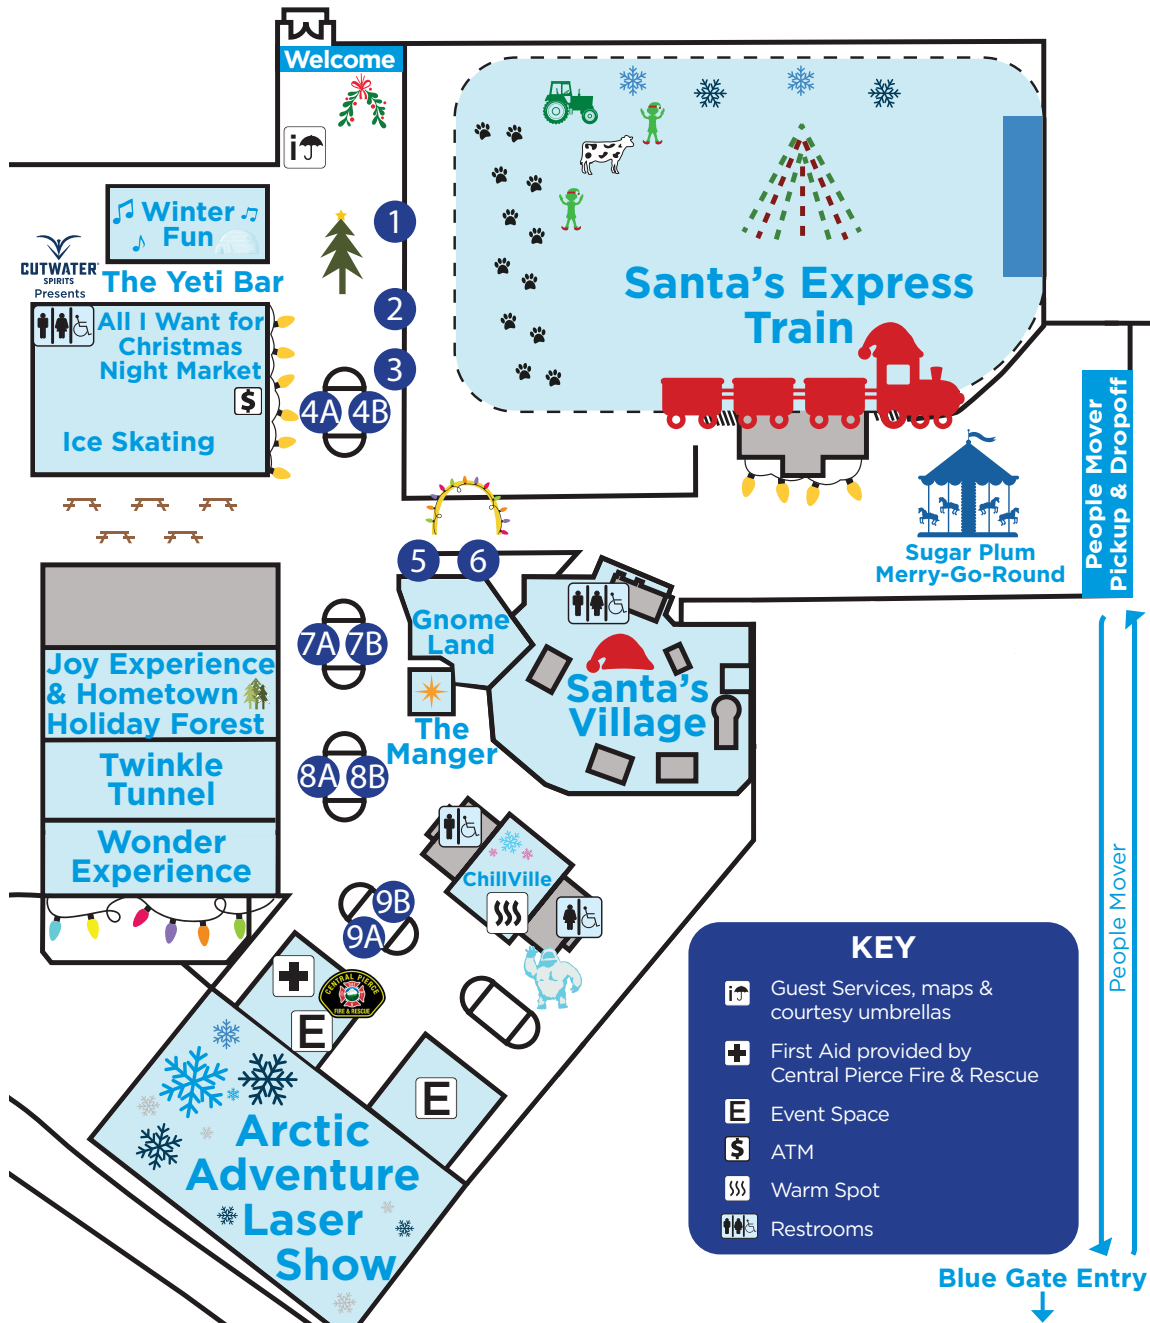 Welcome
i
Winter
Fun
CUTWATER
SPIRITS
Presents
The Yeti Bar
All I Want for
Christmas
Night Market
$
Ice Skating
1
2
3
4A 4B
Santa's Express
Train
People Mover
Pickup & Dropoff
Sugar Plum
Merry-Go-Round
5 6
Gnome
Land
7A 7B
Joy Experience
& Hometown
Holiday Forest
Santa's
Village
The
Manger
Twinkle
Tunnel
8A 8B
Wonder
Experience
ChillVille
9B
9A
CENTRAL PIERCE
FIRE & RESCUE
E
E
Arctic
Adventure
Laser
Show
People Mover
KEY
i Guest Services, maps &
courtesy umbrellas
First Aid provided by
Central Pierce Fire & Rescue
E Event Space
$ ATM
Warm Spot
Restrooms
Blue Gate Entry